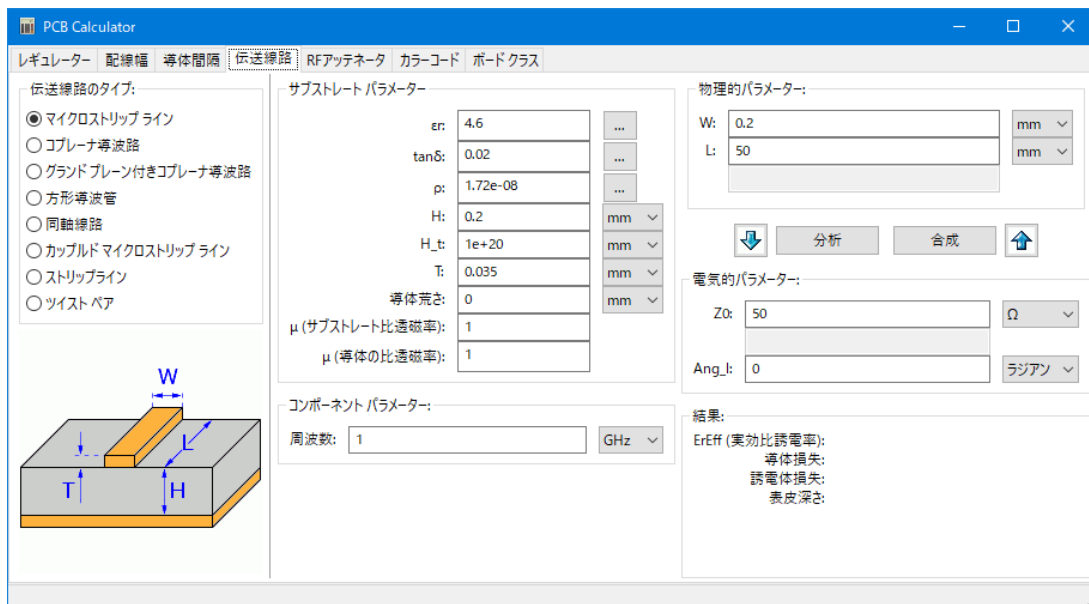 PCB Calculator
レギュレーター 配線幅 導体間隔 伝送線路 RFアッテネータ カラーコード ボードクラス
伝送線路のタイプ:
マイクロストリップ ライン
コプレーナ導波路
グランド プレーン付きコプレーナ導波路
方形導波管
同軸線路
カップルド マイクロストリップ ライン
ストリップライン
ツイスト ペア
W
L
T
H
サブストレート パラメーター
εr: 4.6 ...
tanδ: 0.02 ...
ρ: 1.72e-08 ...
H: 0.2 mm
H_t: 1e+20 mm
T: 0.035 mm
導体荒さ: 0 mm
μ (サブストレート比透磁率): 1
μ (導体の比透磁率): 1
コンポーネント パラメーター:
周波数: 1 GHz
物理的パラメーター:
W: 0.2 mm
L: 50 mm
分析 合成
電気的パラメーター:
Z0: 50 Ω
Ang_l: 0 ラジアン
結果:
ErEff (実効比誘電率):
導体損失:
誘電体損失:
表皮深さ: